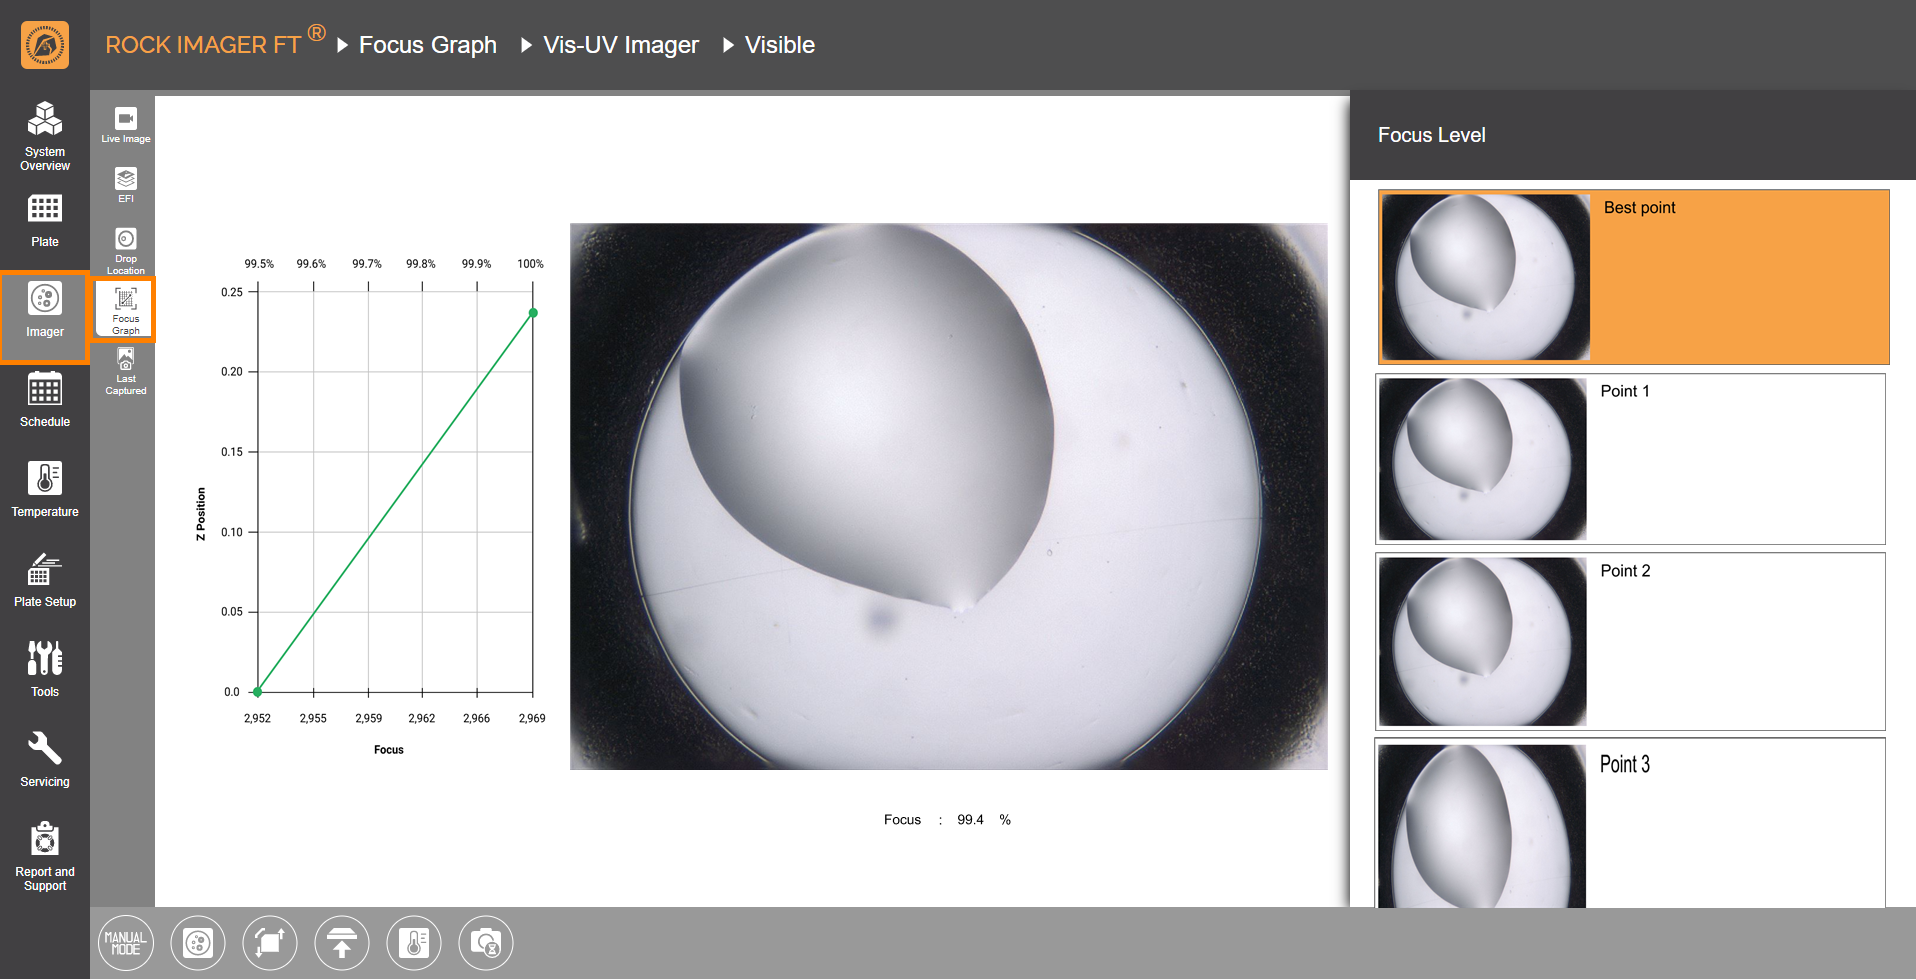 ROCK IMAGER FT ® Focus Graph Vis-UV Imager Visible
System
Overview
Plate
Imager
Schedule
Temperature
Plate Setup
Tools
Servicing
Report and
Support
Live Image
EFI
Drop
Location
Focus
Graph
Last
Captured
99.5% 99.6% 99.7% 99.8% 99.9% 100%
0.25
0.20
0.15
0.10
0.05
0.0
Z Position
2,952 2,955 2,959 2,962 2,966 2,969
Focus
Focus : 99.4 %
Focus Level
Best point
Point 1
Point 2
Point 3
MANUAL
MODE